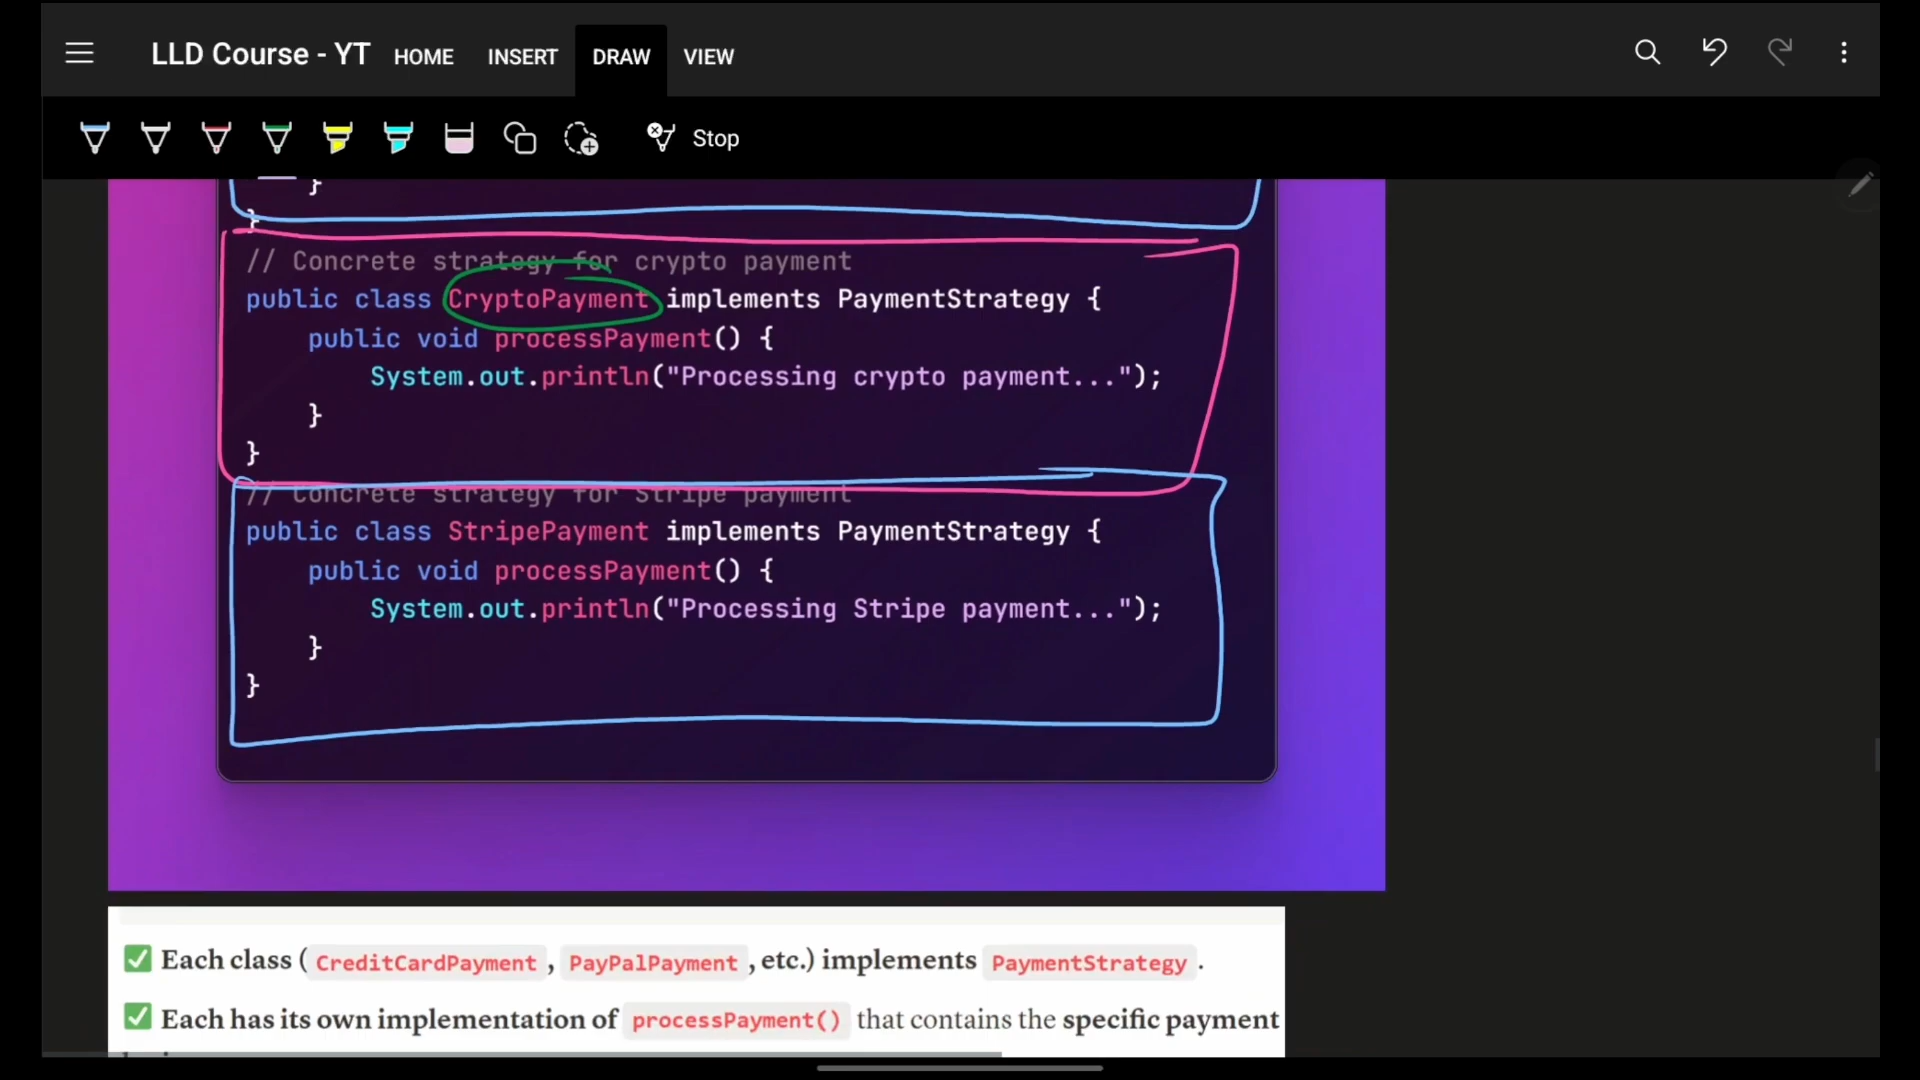 LLD Course - YT HOME INSERT DRAW VIEW
Stop
}
}
// Concrete strategy for crypto payment
public class CryptoPayment implements PaymentStrategy {
public void processPayment() {
System.out.println("Processing crypto payment...");
}
}
// Concrete strategy for Stripe payment
public class StripePayment implements PaymentStrategy {
public void processPayment() {
System.out.println("Processing Stripe payment...");
}
}
✅ Each class ( CreditCardPayment , PayPalPayment , etc.) implements PaymentStrategy .
✅ Each has its own implementation of processPayment() that contains the specific payment